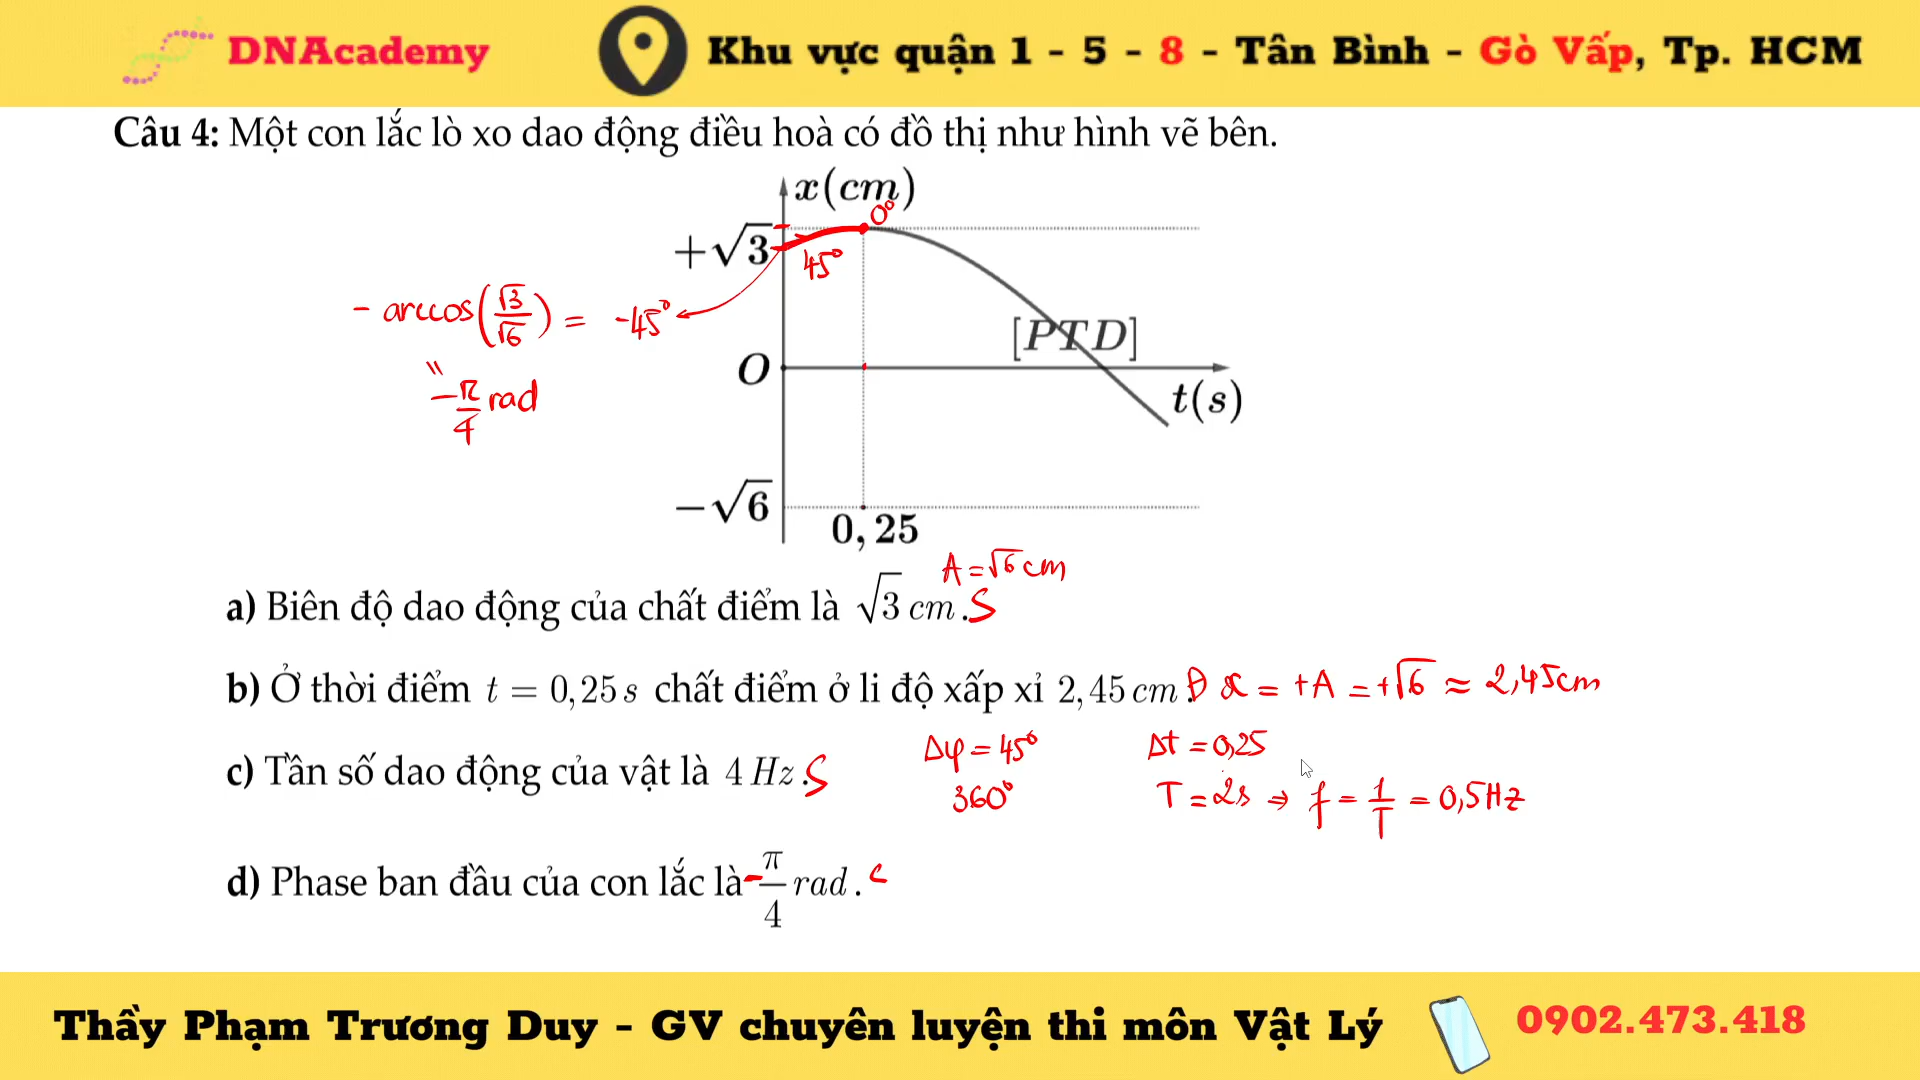 DNAcademy Khu vực quận 1 - 5 - 8 - Tân Bình - Gò Vấp, Tp. HCM
Câu 4: Một con lắc lò xo dao động điều hoà có đồ thị như hình vẽ bên.
x(cm)
0°
+√3
45°
- arccos(√3/√6) = -45°
"
-π/4 rad
[PTD]
O
t(s)
-√6
0,25
A = √6 cm
a) Biên độ dao động của chất điểm là √3 cm. S
b) Ở thời điểm t = 0,25 s chất điểm ở li độ xấp xỉ 2,45 cm. Đ x = +A = +√6 ≈ 2,45cm
Δφ = 45° Δt = 0,25
c) Tần số dao động của vật là 4 Hz. S
360° T = 2s ⇒ f = 1/T = 0,5Hz
d) Phase ban đầu của con lắc là -π/4 rad.
Thầy Phạm Trương Duy - GV chuyên luyện thi môn Vật Lý 0902.473.418